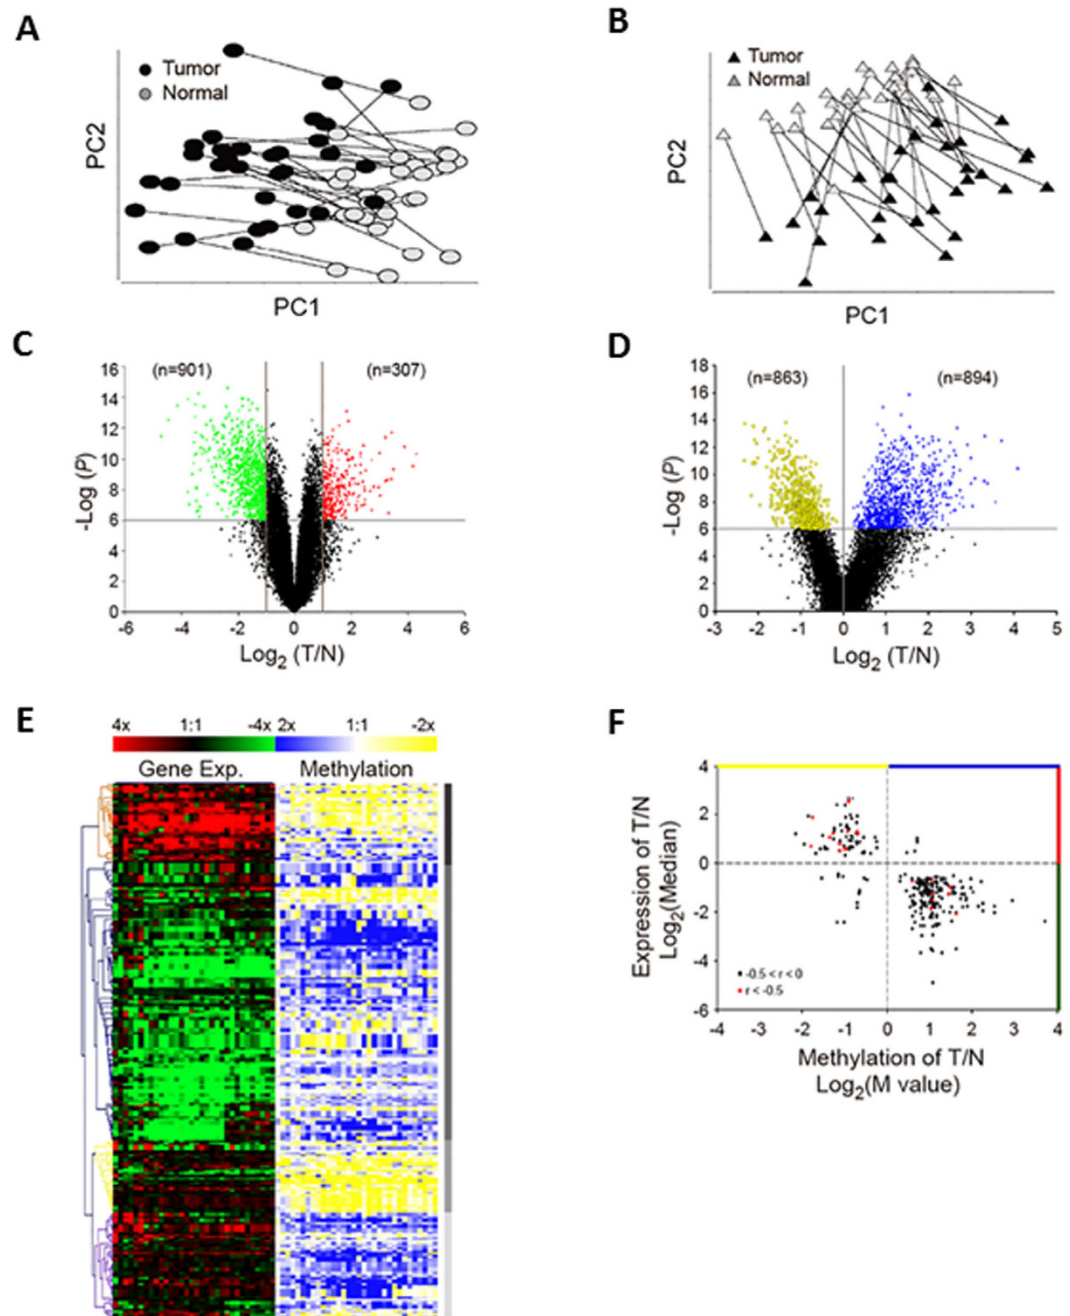 A
Tumor
Normal
PC2
PC1
B
Tumor
Normal
PC2
PC1
C
(n=901)
(n=307)
16
14
12
10
8
6
4
2
0
-Log (P)
-6 -4 -2 0 2 4 6
Log2 (T/N)
D
(n=863)
(n=894)
18
16
14
12
10
8
6
4
2
0
-Log (P)
-3 -2 -1 0 1 2 3 4 5
Log2 (T/N)
E
4x 1:1 -4x 2x 1:1 -2x
Gene Exp. Methylation
F
4
2
0
-2
-4
-6
Expression of T/N
Log2(Median)
-0.5 < r < 0
r < -0.5
-4 -3 -2 -1 0 1 2 3 4
Methylation of T/N
Log2(M value)